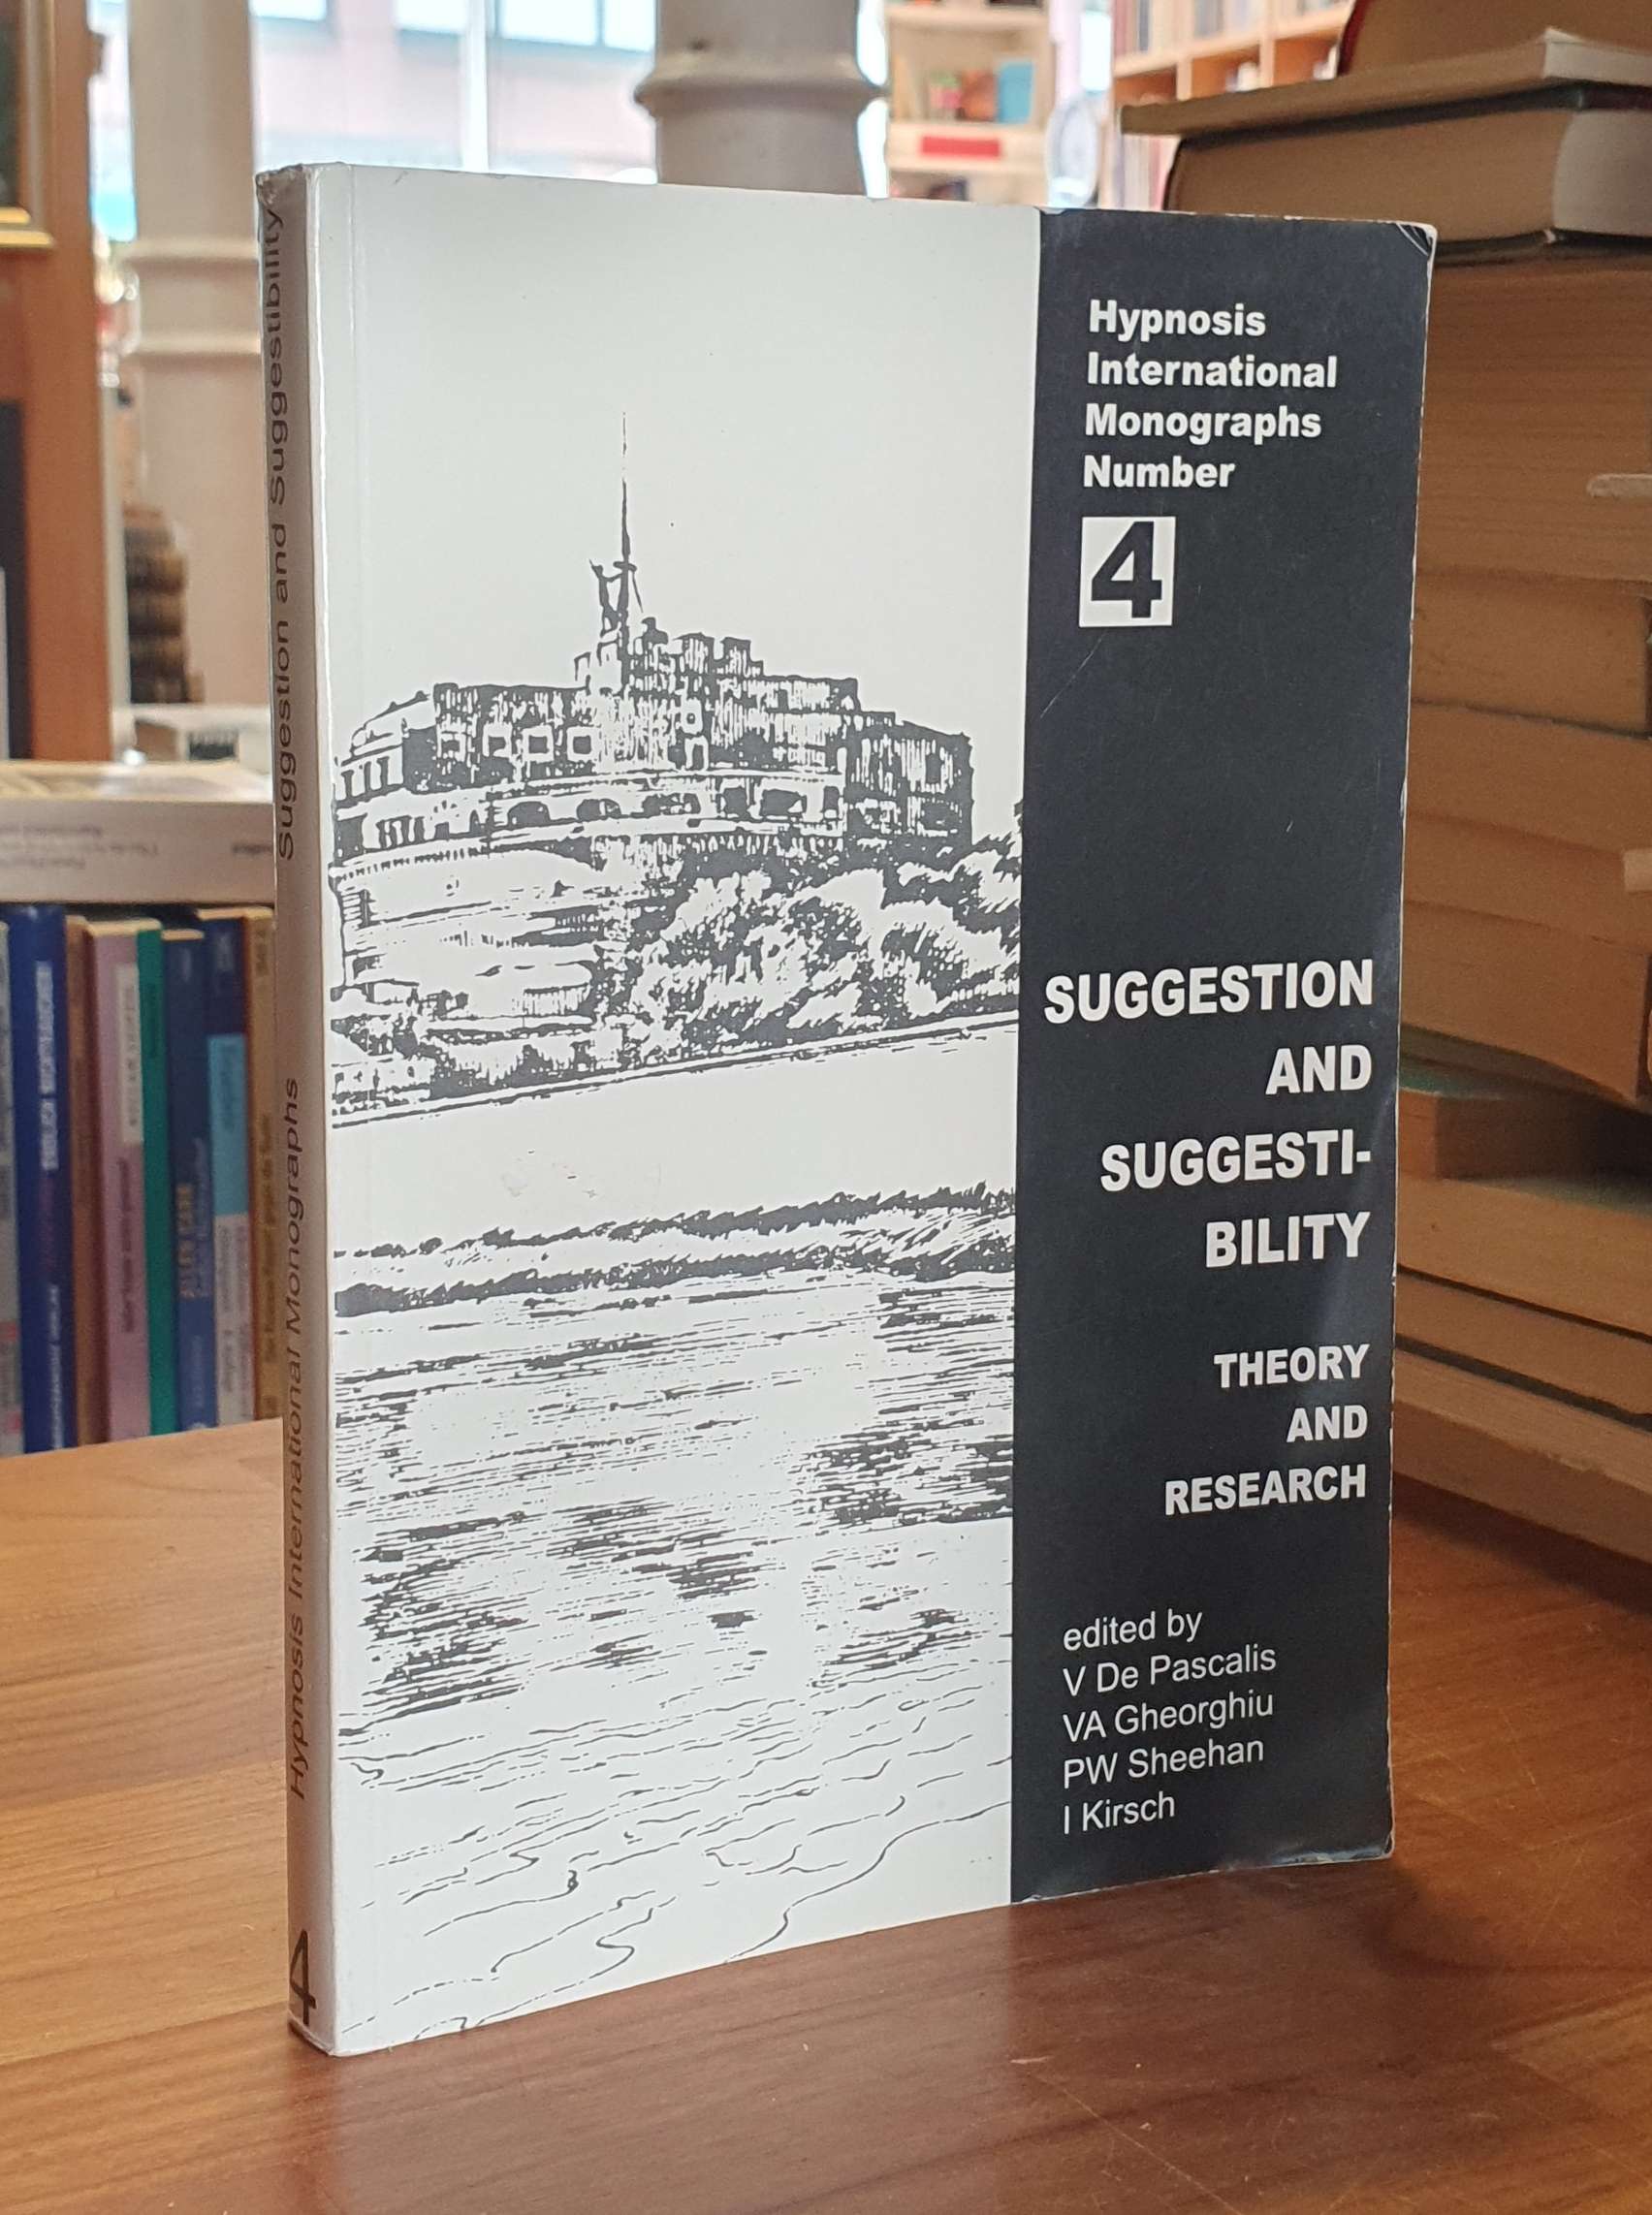 Hypnosis
International
Monographs
Number
4
SUGGESTION
AND
SUGGESTI-
BILITY
THEORY
AND
RESEARCH
edited by
V De Pascalis
VA Gheorghiu
PW Sheehan
I Kirsch
4 Hypnosis International Monographs Suggestion and Suggestibility